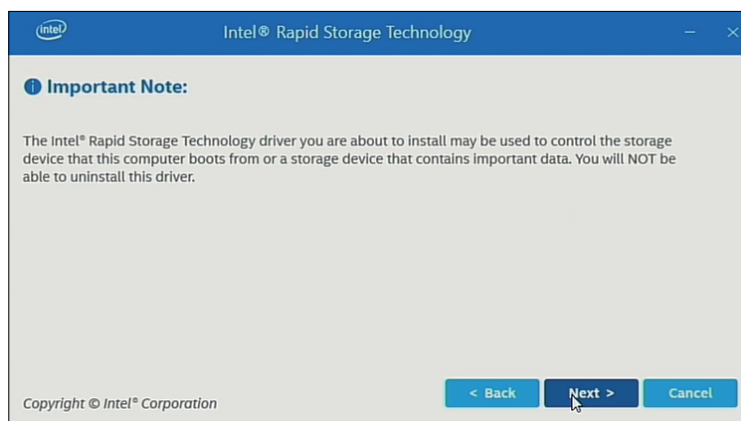 intel
Intel® Rapid Storage Technology
Important Note:
The Intel® Rapid Storage Technology driver you are about to install may be used to control the storage
device that this computer boots from or a storage device that contains important data. You will NOT be
able to uninstall this driver.
< Back
Next >
Cancel
Copyright © Intel® Corporation